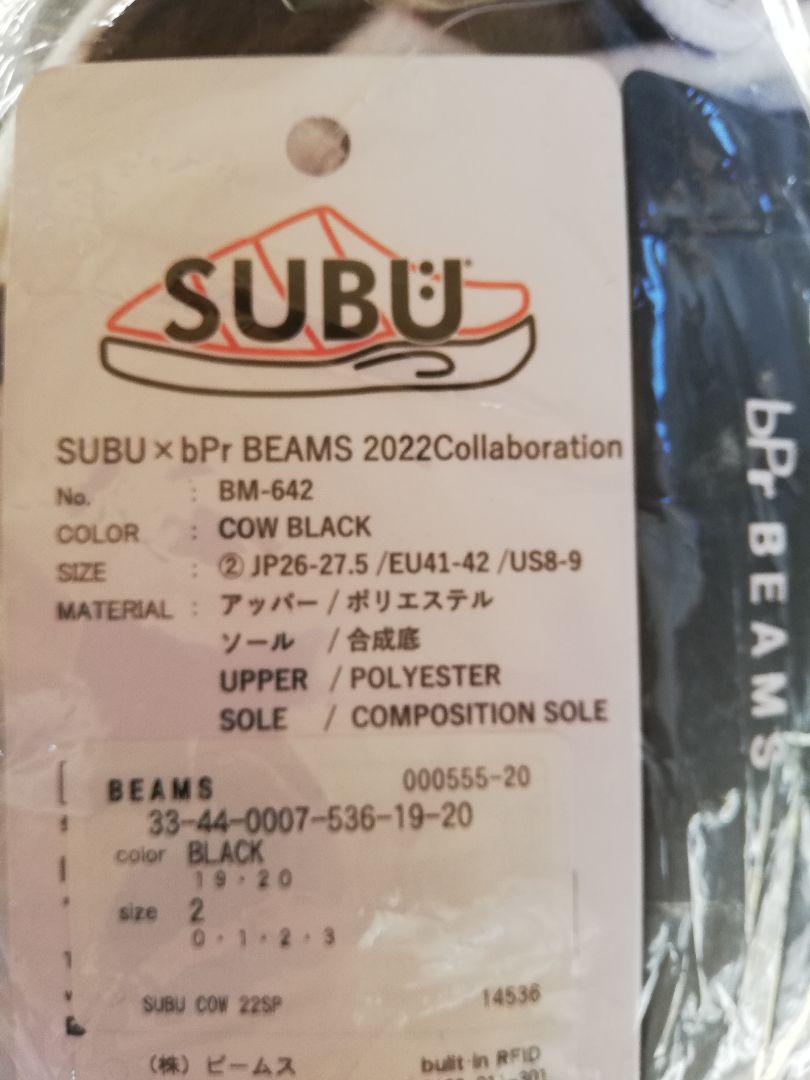 SUBU
SUBU×bPr BEAMS 2022Collaboration
No. : BM-642
COLOR : COW BLACK
SIZE : ② JP26-27.5 /EU41-42 /US8-9
MATERIAL : アッパー / ポリエステル
ソール / 合成底
UPPER / POLYESTER
SOLE / COMPOSITION SOLE
BEAMS 000555-20
33-44-0007-536-19-20
color BLACK
19・20
size 2
0・1・2・3
SUBU COW 22SP 14536
(株) ビームス built-in RFID
bPr BEAMS